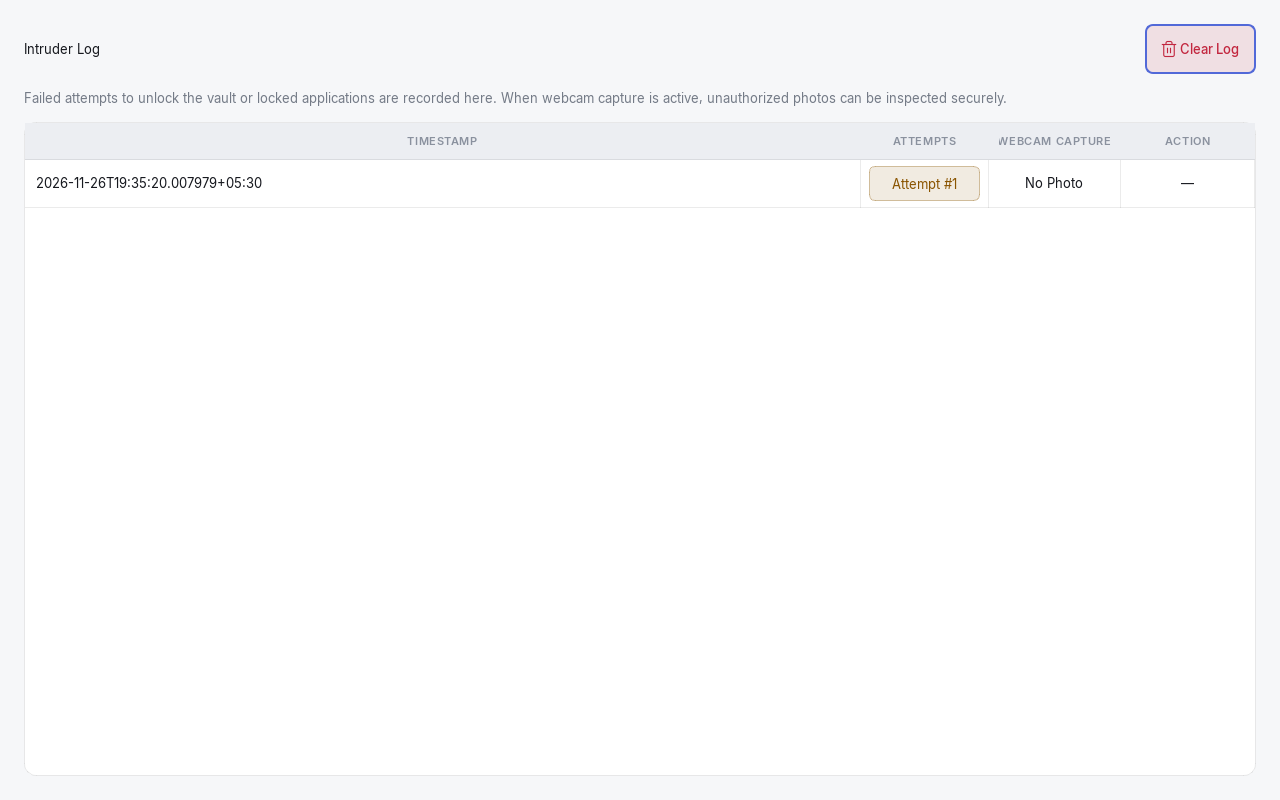 Intruder Log
Clear Log
Failed attempts to unlock the vault or locked applications are recorded here. When webcam capture is active, unauthorized photos can be inspected securely.
TIMESTAMP ATTEMPTS WEBCAM CAPTURE ACTION
2026-11-26T19:35:20.007979+05:30 Attempt #1 No Photo —